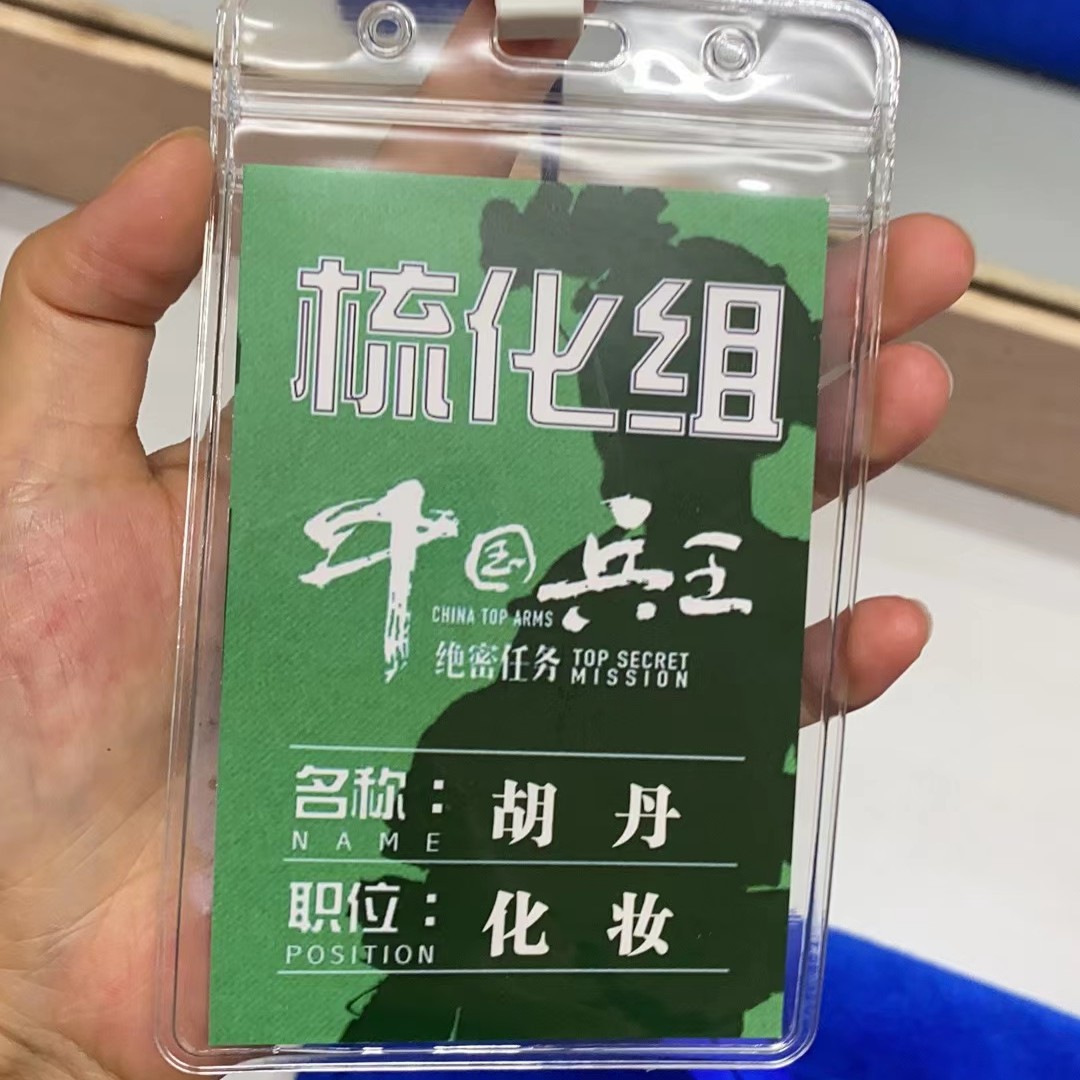 梳化组
中国兵王
CHINA TOP ARMS
绝密任务 TOP SECRET MISSION
名称：胡丹
NAME
职位：化妆
POSITION